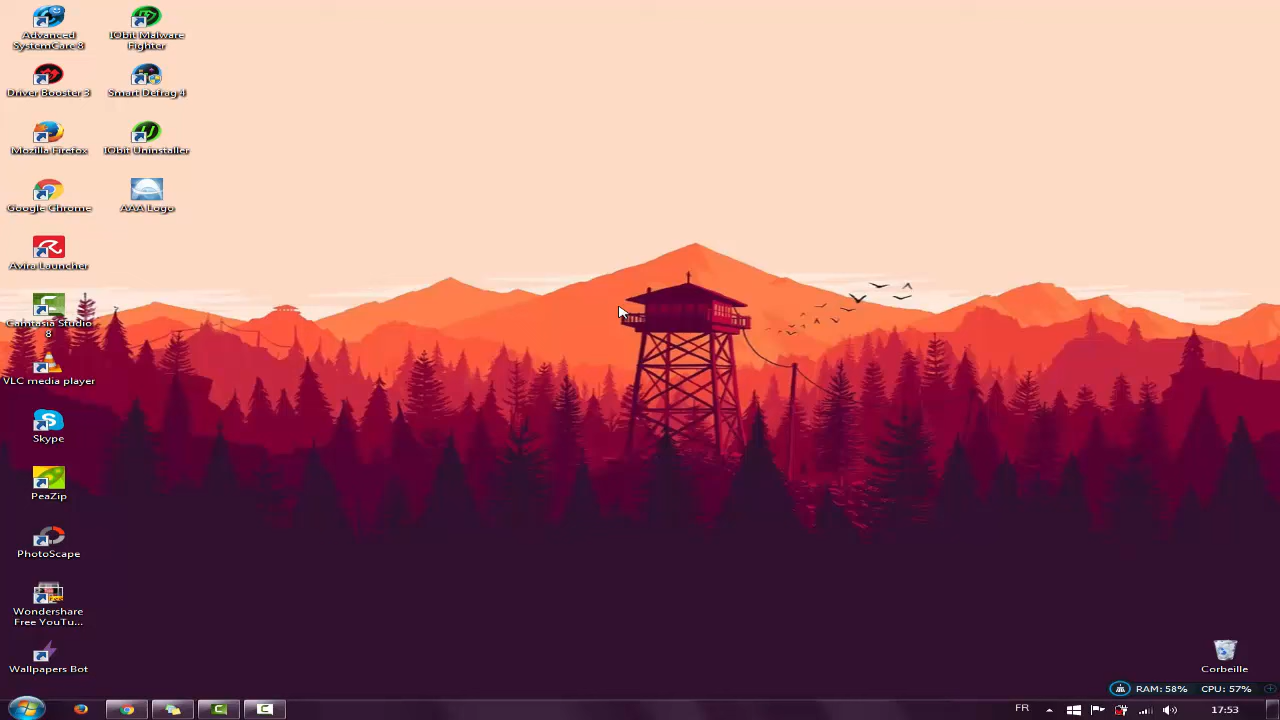 Advanced
SystemCare 8
IObit Malware
Fighter
Driver Booster 3
Smart Defrag 4
Mozilla Firefox
IObit Uninstaller
Google Chrome
AAA Logo
Avira Launcher
Camtasia Studio
8
VLC media player
Skype
PeaZip
PhotoScape
Wondershare
Free YouTu...
Wallpapers Bot
Corbeille
RAM: 58% CPU: 57%
FR
17:53